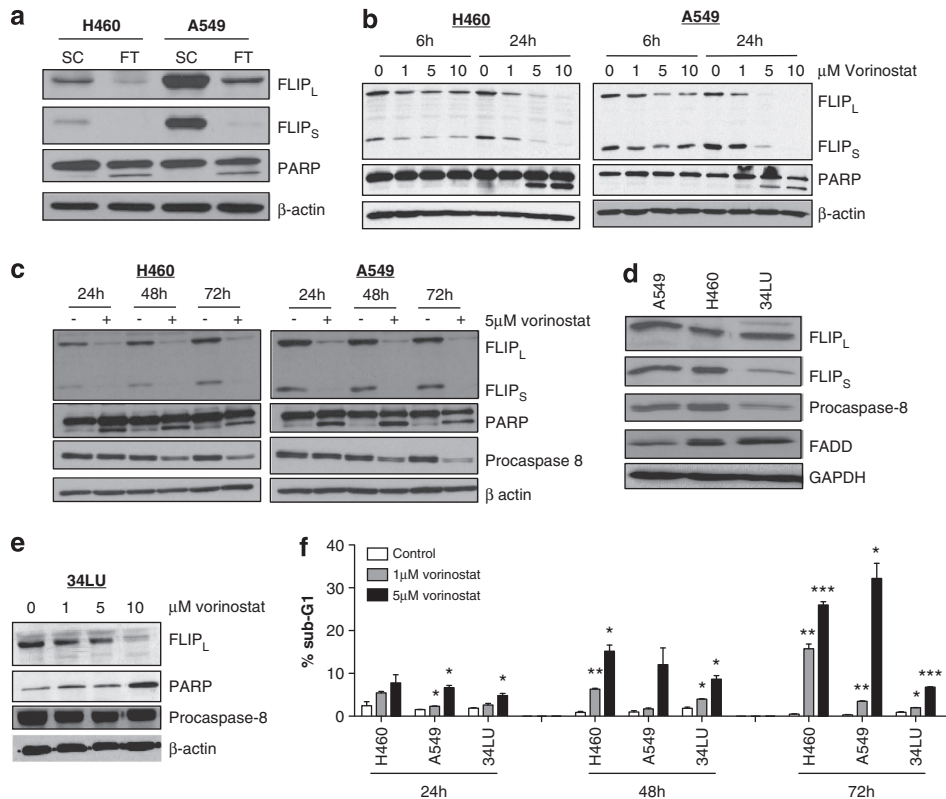 a
H460 A549
SC FT SC FT
FLIPL
FLIPS
PARP
β-actin
b
H460 A549
6h 24h 6h 24h
0 1 5 10 0 1 5 10 0 1 5 10 0 1 5 10 μM Vorinostat
FLIPL
FLIPS
PARP
β-actin
c
H460 A549
24h 48h 72h 24h 48h 72h
- + - + - + - + - + - + 5μM vorinostat
FLIPL
FLIPS
PARP
Procaspase 8
β actin
d
A549 H460 34LU
FLIPL
FLIPS
Procaspase-8
FADD
GAPDH
e
34LU
0 1 5 10 μM vorinostat
FLIPL
PARP
Procaspase-8
β-actin
f
% sub-G1
40
30
20
10
0
Control
1μM vorinostat
5μM vorinostat
* * ** * * * ** *** ** * * ***
H460 A549 34LU H460 A549 34LU H460 A549 34LU
24h 48h 72h